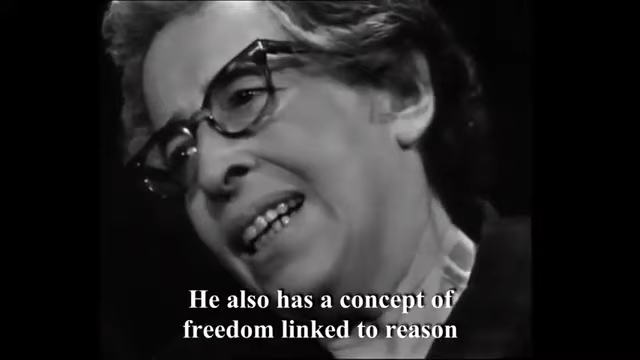 He also has a concept of
freedom linked to reason